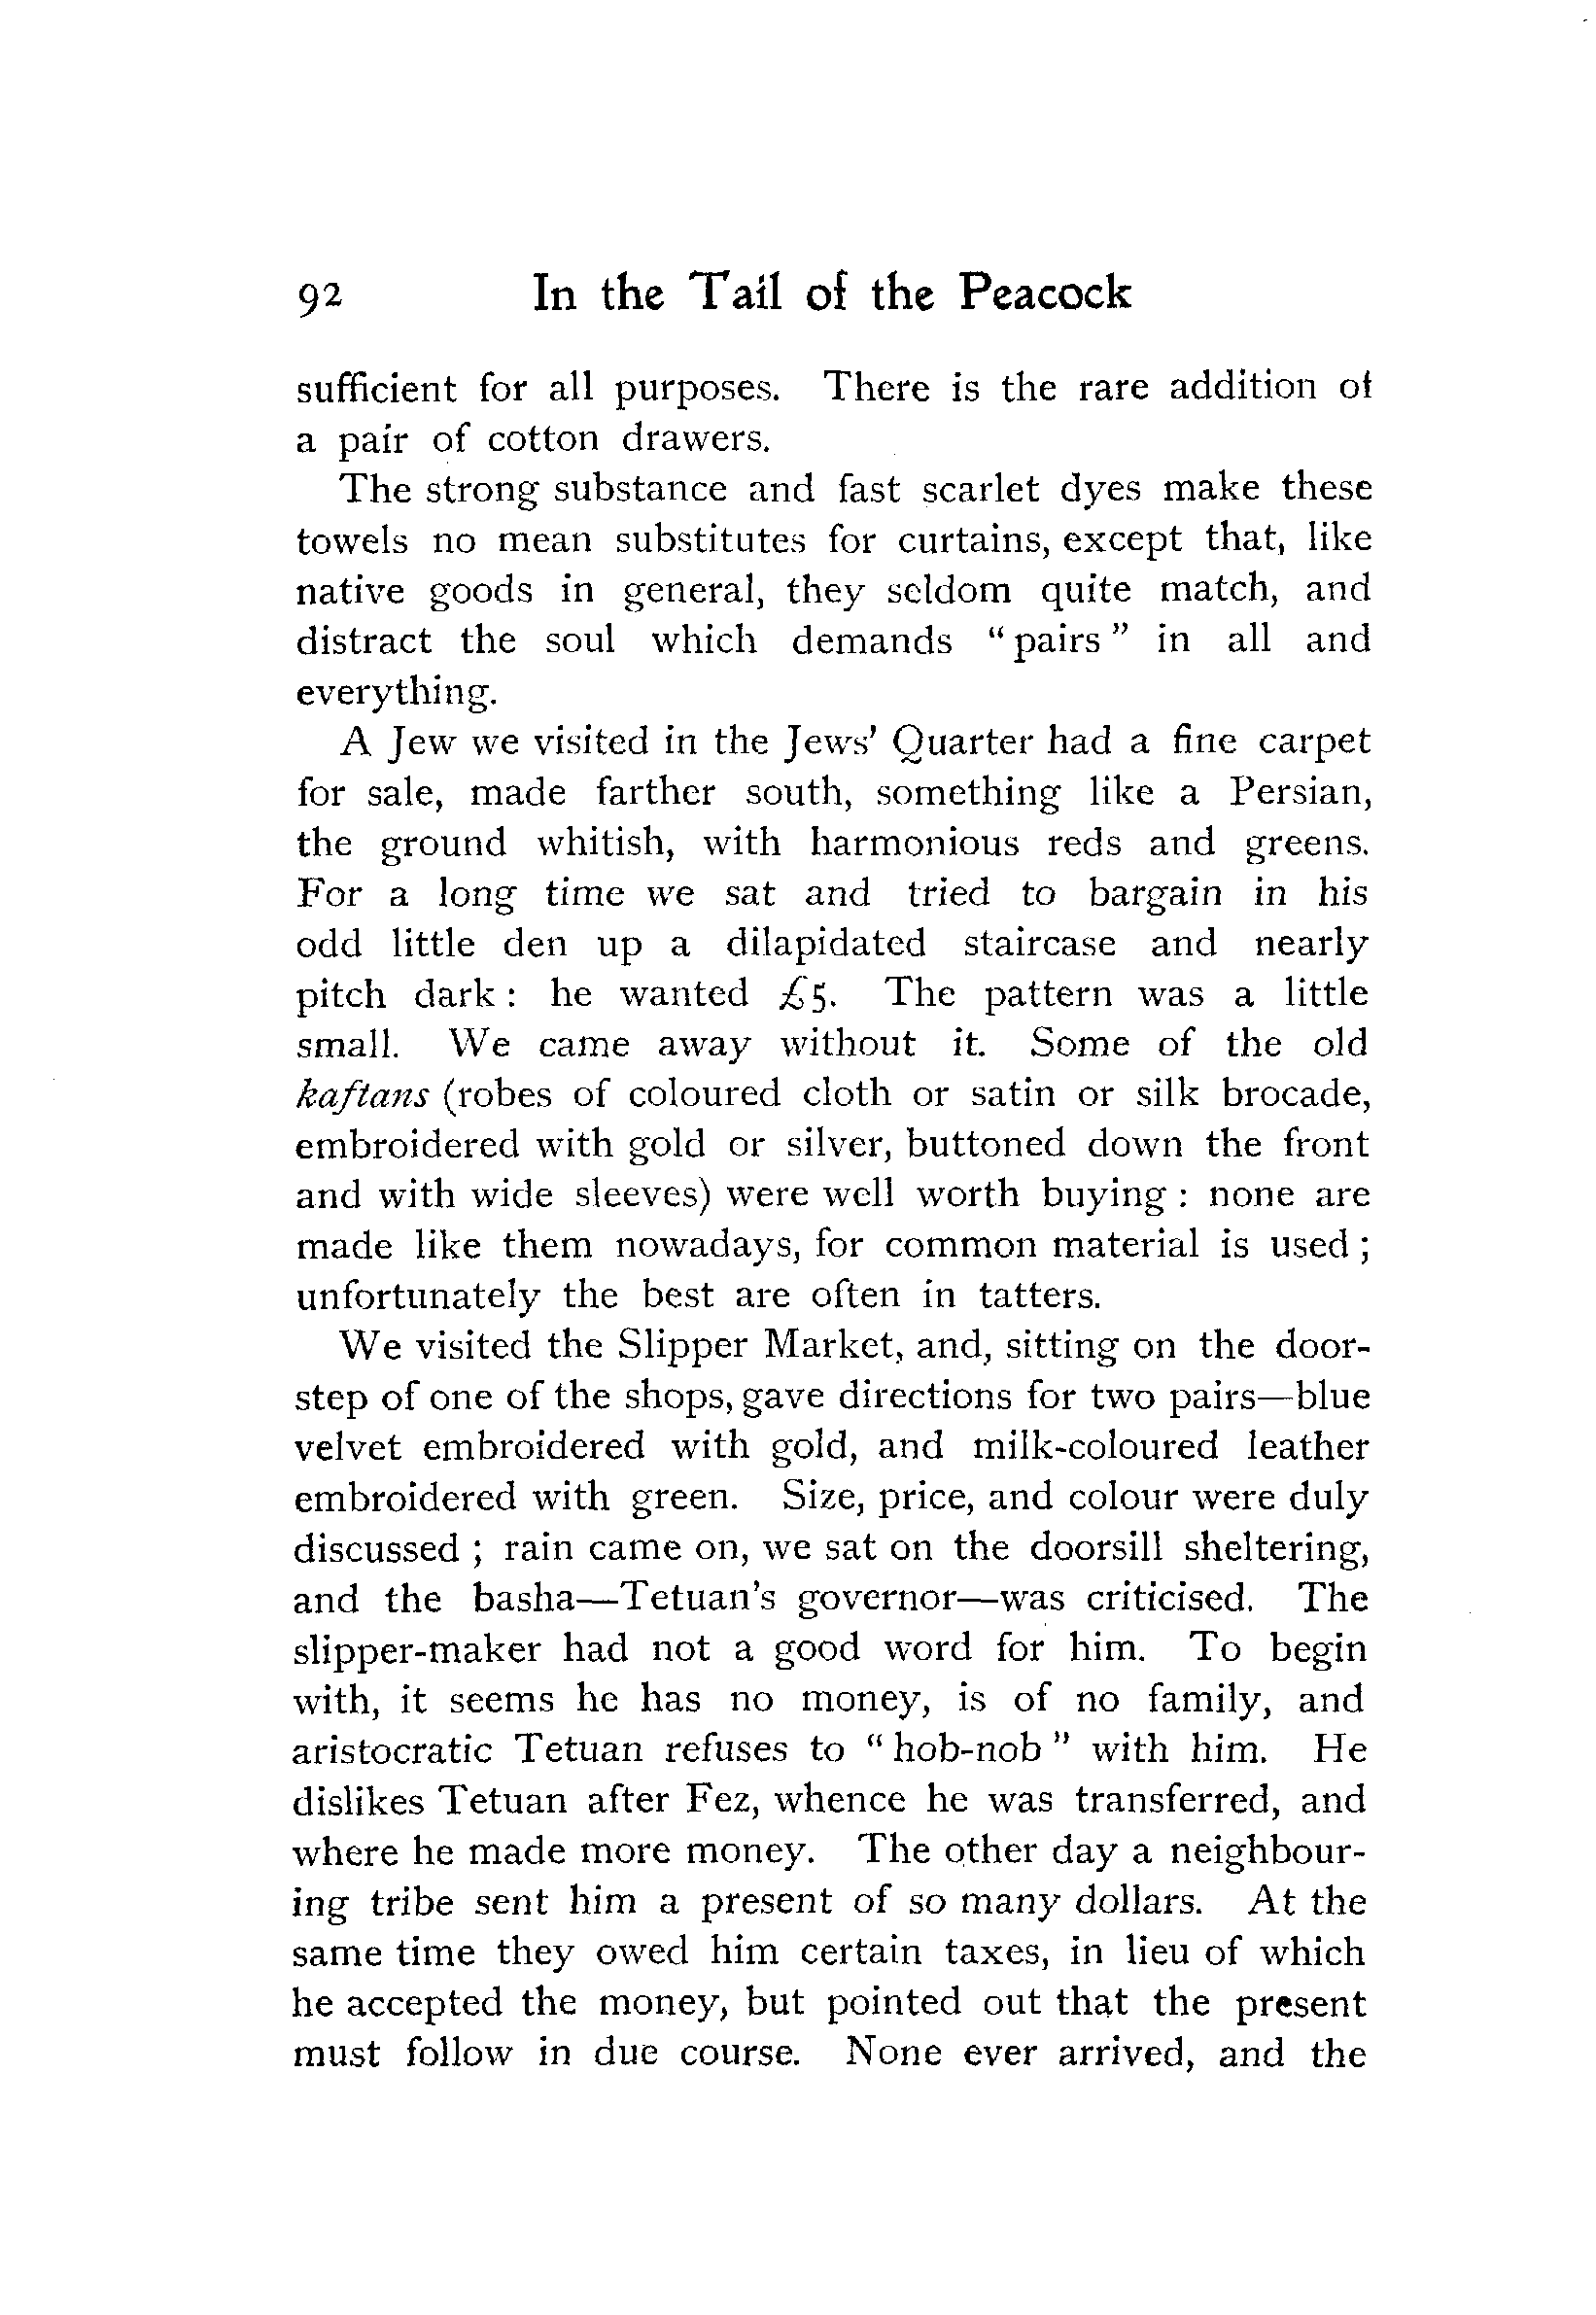 92 In the Tail of the Peacock
sufficient for all purposes. There is the rare addition of
a pair of cotton drawers.
The strong substance and fast scarlet dyes make these
towels no mean substitutes for curtains, except that, like
native goods in general, they seldom quite match, and
distract the soul which demands “pairs” in all and
everything.
A Jew we visited in the Jews’ Quarter had a fine carpet
for sale, made farther south, something like a Persian,
the ground whitish, with harmonious reds and greens.
For a long time we sat and tried to bargain in his
odd little den up a dilapidated staircase and nearly
pitch dark: he wanted £5. The pattern was a little
small. We came away without it. Some of the old
kaftans (robes of coloured cloth or satin or silk brocade,
embroidered with gold or silver, buttoned down the front
and with wide sleeves) were well worth buying: none are
made like them nowadays, for common material is used;
unfortunately the best are often in tatters.
We visited the Slipper Market, and, sitting on the door-
step of one of the shops, gave directions for two pairs—blue
velvet embroidered with gold, and milk-coloured leather
embroidered with green. Size, price, and colour were duly
discussed; rain came on, we sat on the doorsill sheltering,
and the basha—Tetuan’s governor—was criticised. The
slipper-maker had not a good word for him. To begin
with, it seems he has no money, is of no family, and
aristocratic Tetuan refuses to “hob-nob” with him. He
dislikes Tetuan after Fez, whence he was transferred, and
where he made more money. The other day a neighbour-
ing tribe sent him a present of so many dollars. At the
same time they owed him certain taxes, in lieu of which
he accepted the money, but pointed out that the present
must follow in due course. None ever arrived, and the